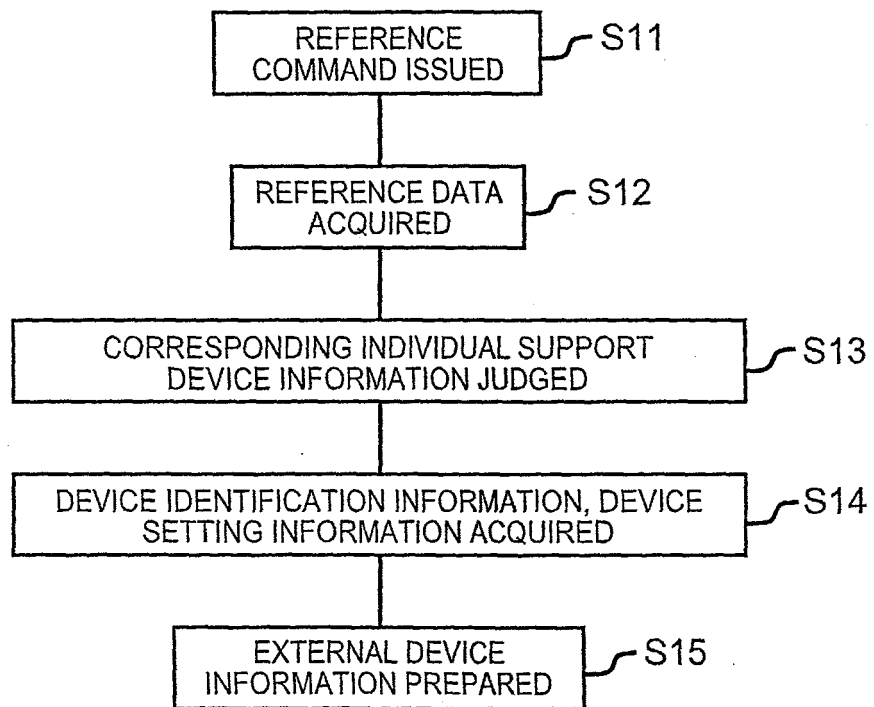 REFERENCE
COMMAND ISSUED
S11
REFERENCE DATA
ACQUIRED
S12
CORRESPONDING INDIVIDUAL SUPPORT
DEVICE INFORMATION JUDGED
S13
DEVICE IDENTIFICATION INFORMATION, DEVICE
SETTING INFORMATION ACQUIRED
S14
EXTERNAL DEVICE
INFORMATION PREPARED
S15